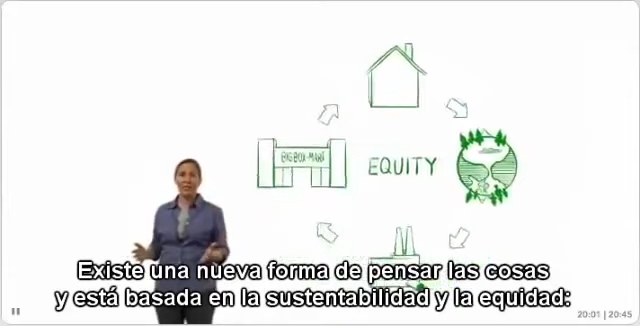 BIG BOX-MART
EQUITY
Existe una nueva forma de pensar las cosas
y está basada en la sustentabilidad y la equidad:
20:01 | 20:45